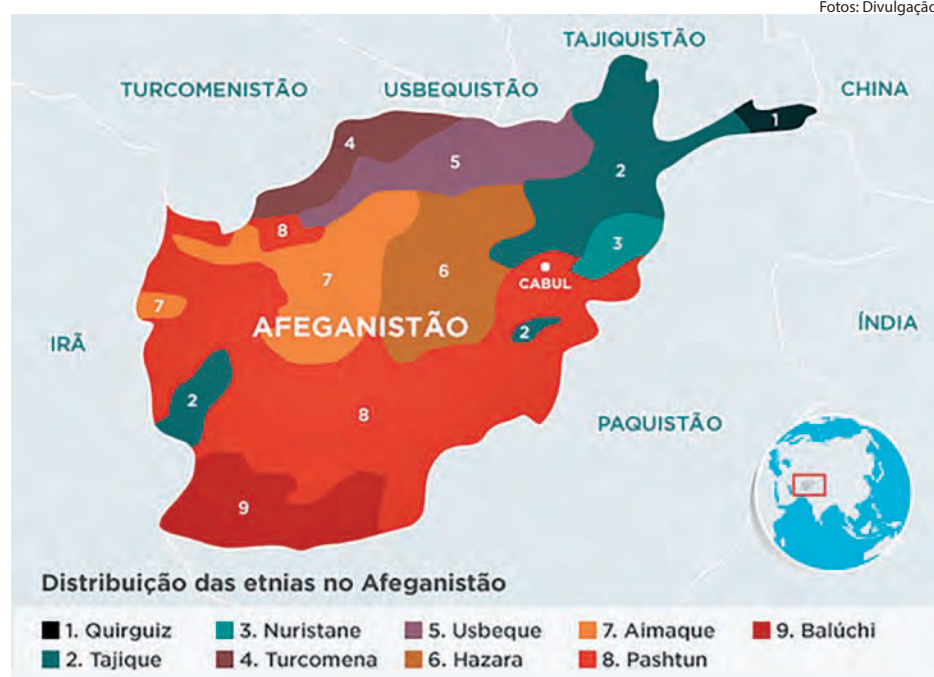 Fotos: Divulgação
TAJIQUISTÃO
TURCOMENISTÃO
USBEQUISTÃO
CHINA
1
4
5
2
3
8
6
7
CABUL
7
AFEGANISTÃO
2
ÍNDIA
IRÃ
2
8
PAQUISTÃO
9
Distribuição das etnias no Afeganistão
1. Quirguiz
3. Nuristane
5. Usbeque
7. Aimaque
9. Balúchi
2. Tajique
4. Turcomena
6. Hazara
8. Pashtun